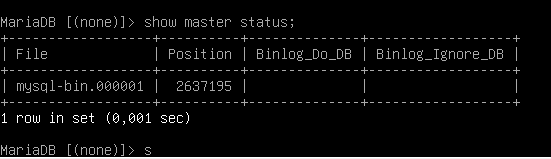 MariaDB [(none)]> show master status;
+------------------+----------+--------------+------------------+
| File             | Position | Binlog_Do_DB | Binlog_Ignore_DB |
+------------------+----------+--------------+------------------+
| mysql-bin.000001 |  2637195 |              |                  |
+------------------+----------+--------------+------------------+
1 row in set (0,001 sec)
MariaDB [(none)]> s